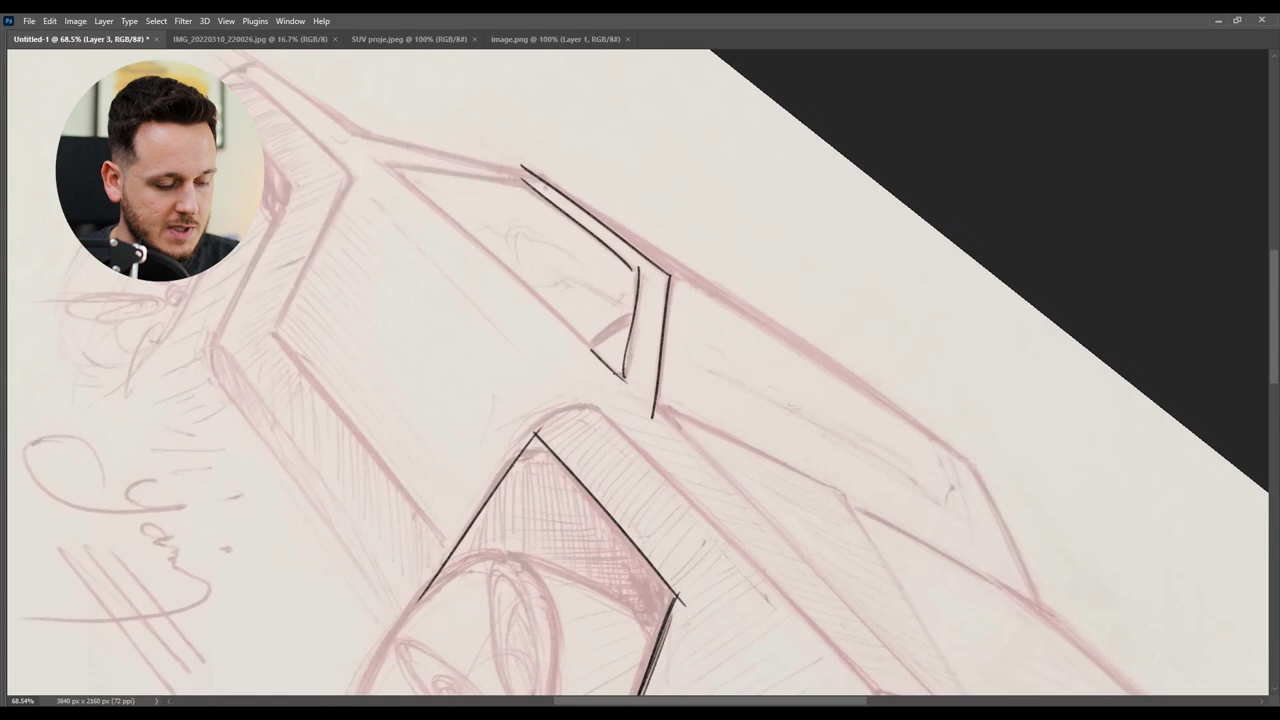 Ps File Edit Image Layer Type Select Filter 3D View Plugins Window Help
Untitled-1 @ 68.5% (Layer 3, RGB/8#) * × IMG_20220310_220026.jpg @ 16.7% (RGB/8) × SUV proje.jpeg @ 100% (RGB/8#) × image.png @ 100% (Layer 1, RGB/8#) ×
68.54% 3840 px x 2160 px (72 ppi)